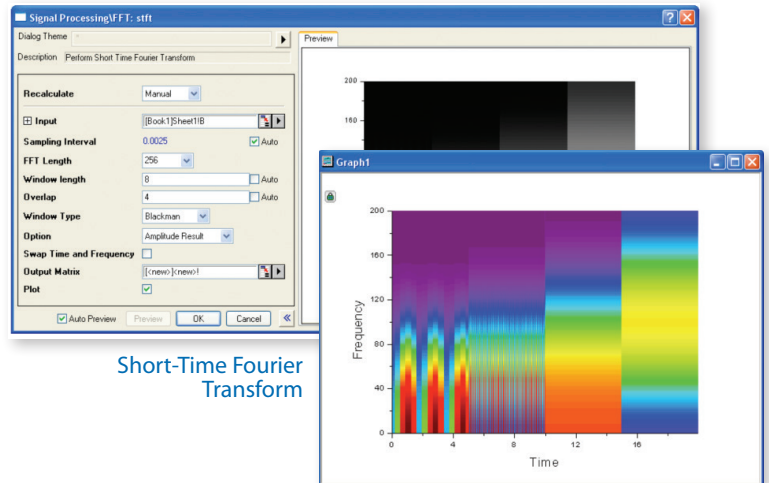 Signal Processing\FFT: stft
Dialog Theme *
Description Perform Short Time Fourier Transform
Recalculate Manual
Input [Book1]Sheet1!B
Sampling Interval 0.0025 Auto
FFT Length 256
Window length 8 Auto
Overlap 4 Auto
Window Type Blackman
Option Amplitude Result
Swap Time and Frequency
Output Matrix [<new>]<new>!
Plot
Auto Preview Preview OK Cancel
Preview
200
160
Graph1
200
160
120
80
40
0
Frequency
0 4 8 12 16
Time
Short-Time Fourier
Transform